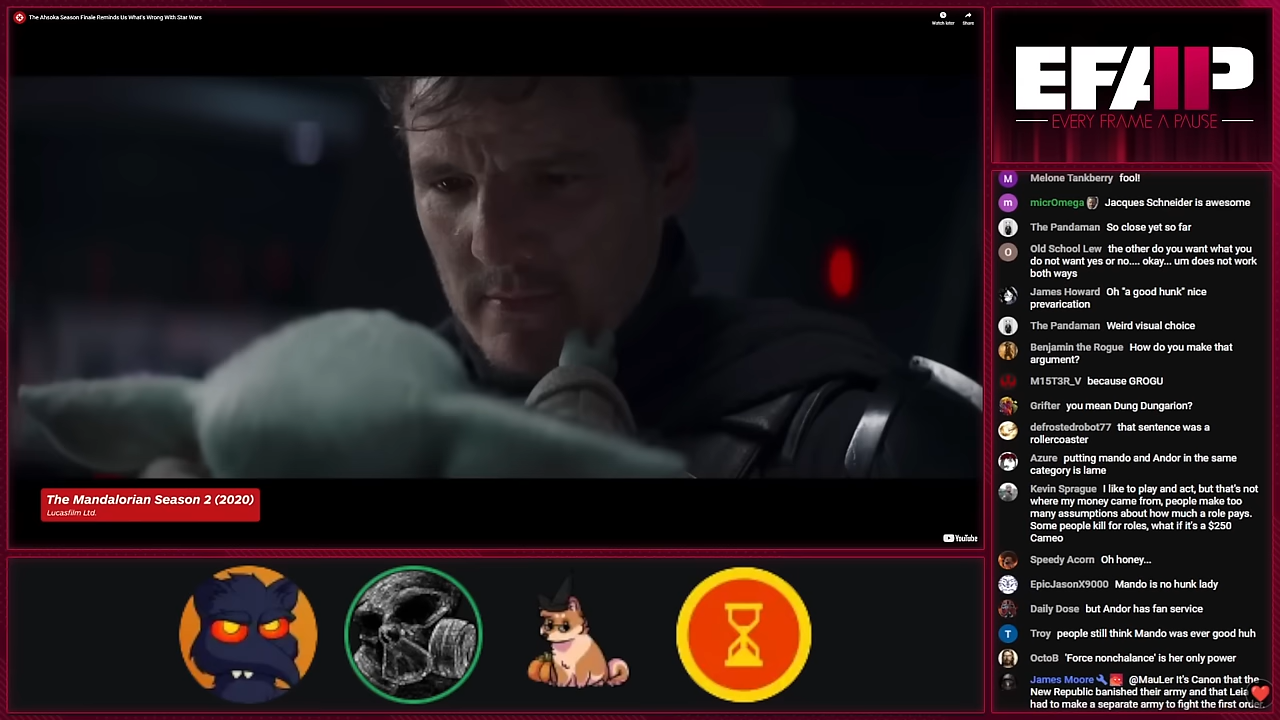 The Ahsoka Season Finale Reminds Us What's Wrong With Star Wars
Watch later
Share
The Mandalorian Season 2 (2020)
Lucasfilm Ltd.
YouTube
EFAP
EVERY FRAME A PAUSE
M Melone Tankberry fool!
m micrOmega Jacques Schneider is awesome
The Pandaman So close yet so far
O Old School Lew the other do you want what you
do not want yes or no.... okay... um does not work
both ways
James Howard Oh "a good hunk" nice
prevarication
The Pandaman Weird visual choice
Benjamin the Rogue How do you make that
argument?
M15T3R_V because GROGU
Grifter you mean Dung Dungarion?
defrostedrobot77 that sentence was a
rollercoaster
Azure putting mando and Andor in the same
category is lame
Kevin Sprague I like to play and act, but that's not
where my money came from, people make too
many assumptions about how much a role pays.
Some people kill for roles, what if it's a $250
Cameo
Speedy Acorn Oh honey...
EpicJasonX9000 Mando is no hunk lady
Daily Dose but Andor has fan service
T Troy people still think Mando was ever good huh
OctoB 'Force nonchalance' is her only power
James Moore @MauLer It's Canon that the
New Republic banished their army and that Leia
had to make a separate army to fight the first order.